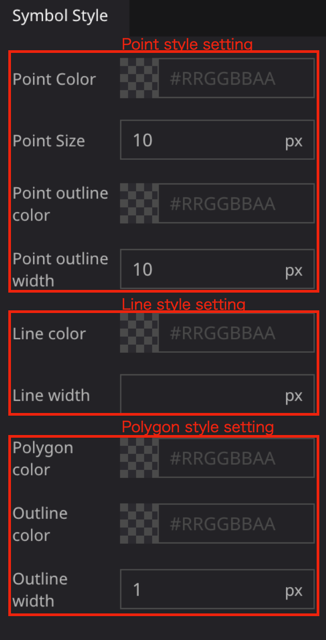 Symbol Style
Point style setting
Point Color
#RRGGBBAA
Point Size
10 px
Point outline
color
#RRGGBBAA
Point outline
width
10 px
Line style setting
Line color
#RRGGBBAA
Line width
px
Polygon style setting
Polygon
color
#RRGGBBAA
Outline
color
#RRGGBBAA
Outline
width
1 px